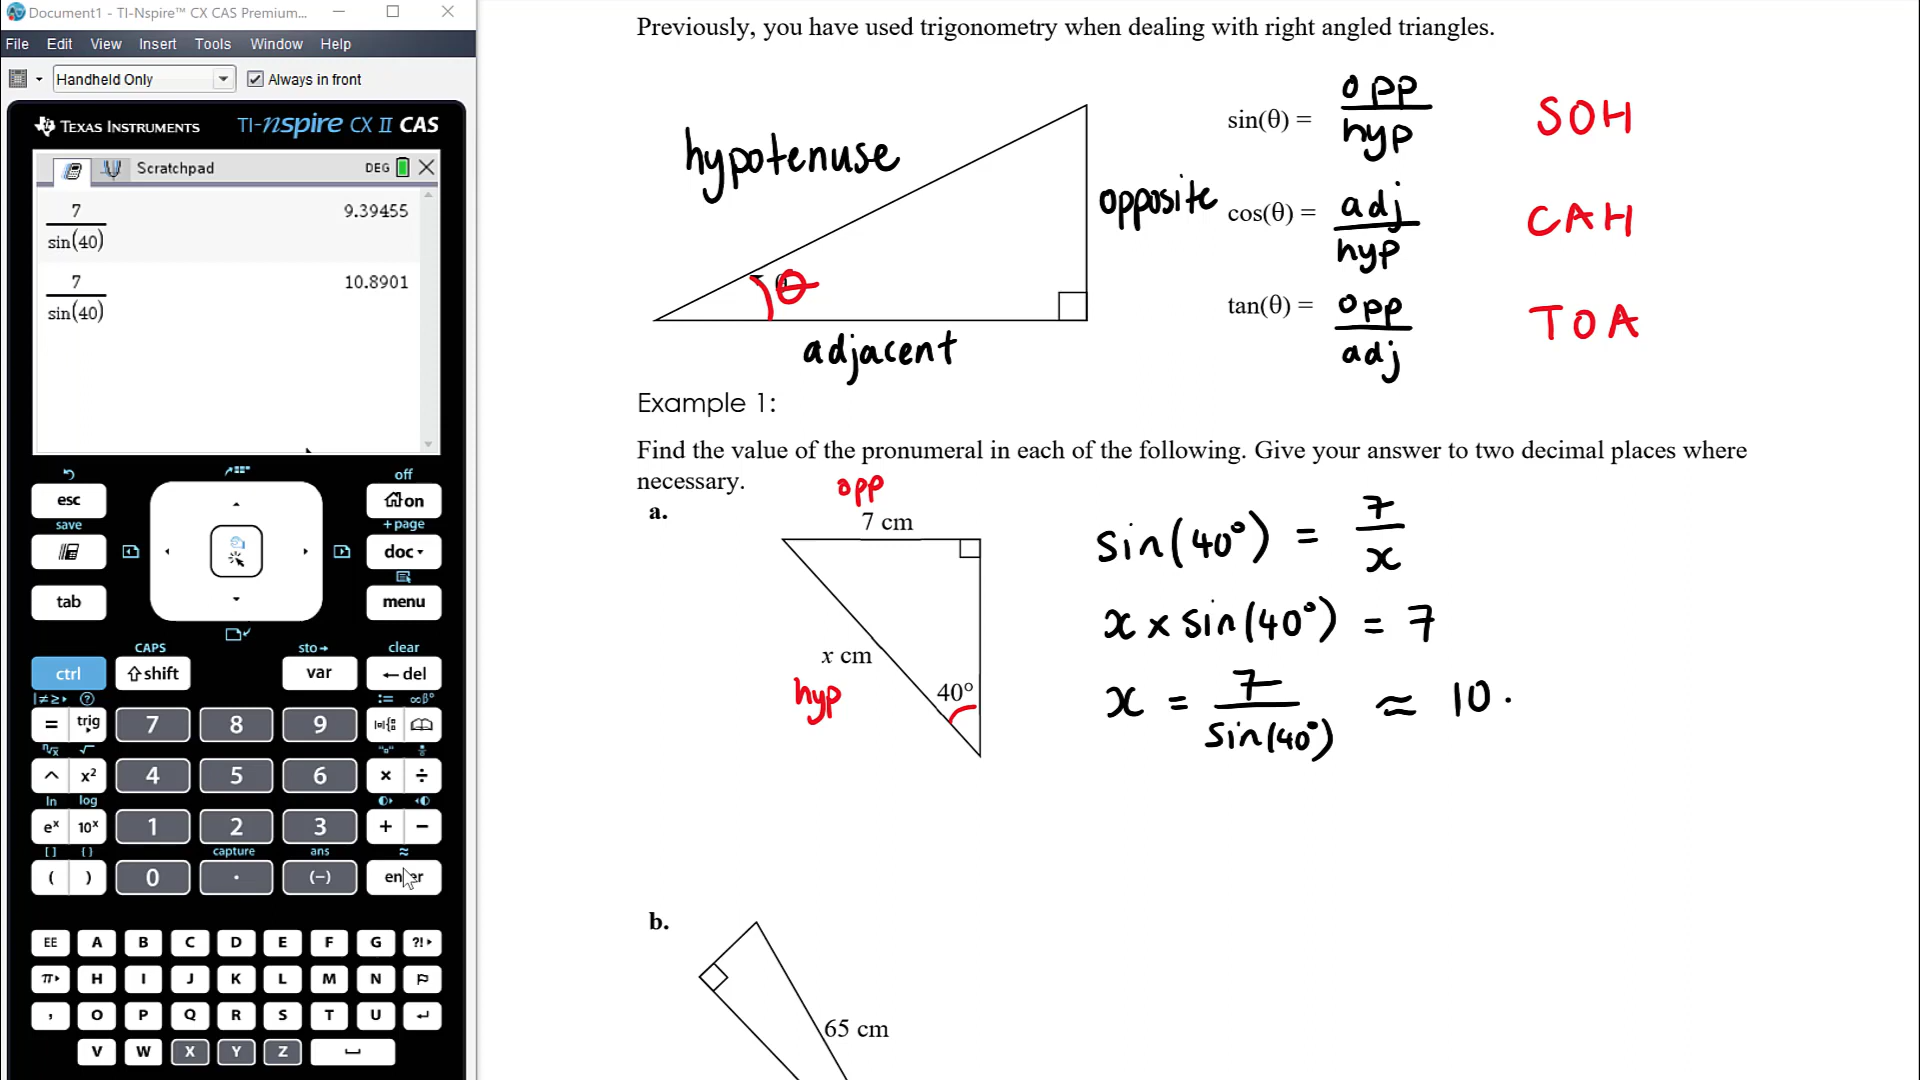 Document1 - TI-Nspire™ CX CAS Premium...
File Edit View Insert Tools Window Help
Handheld Only Always in front
TEXAS INSTRUMENTS TI-nspire CX II CAS
Scratchpad DEG
7
sin(40)
9.39455
7
sin(40)
10.8901
off
esc on
save + page
doc
tab menu
CAPS sto→ clear
ctrl ⇧shift var ←del
|≠≥▸ ? := ∞β°
= trig 7 8 9 |□|{
ⁿ√x √ "□"
^ x² 4 5 6 × ÷
ln log
eˣ 10ˣ 1 2 3 + −
[ ] { } capture ans ≈
( ) 0 . (−) enter
EE A B C D E F G ?!▸
π▸ H I J K L M N
, O P Q R S T U ↵
V W X Y Z
Previously, you have used trigonometry when dealing with right angled triangles.
hypotenuse
opposite
θ
adjacent
sin(θ) = opp/hyp SOH
cos(θ) = adj/hyp CAH
tan(θ) = opp/adj TOA
Example 1:
Find the value of the pronumeral in each of the following. Give your answer to two decimal places where
necessary.
a.
opp
7 cm
x cm
hyp
40°
sin(40°) = 7/x
x × sin(40°) = 7
x = 7/sin(40°) ≈ 10.
b.
65 cm